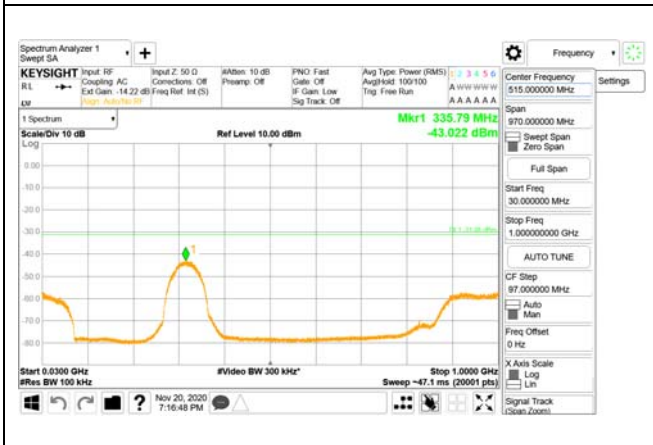 Spectrum Analyzer 1
Swept SA
Frequency
KEYSIGHT
RL
Input: RF
Coupling: AC
Ext Gain: -14.22 dB
Align: Auto/No RF
Input Z: 50 Ω
Corrections: Off
Freq Ref: Int (S)
#Atten: 10 dB
Preamp: Off
PNO: Fast
Gate: Off
IF Gain: Low
Sig Track: Off
Avg Type: Power (RMS)
Avg|Hold: 100/100
Trig: Free Run
1 2 3 4 5 6
A W W W W W
A A A A A A
Center Frequency
515.000000 MHz
Settings
Span
970.000000 MHz
Swept Span
Zero Span
Full Span
Start Freq
30.000000 MHz
Stop Freq
1.000000000 GHz
AUTO TUNE
CF Step
97.000000 MHz
Auto
Man
Freq Offset
0 Hz
X Axis Scale
Log
Lin
Signal Track
(Span Zoom)
1 Spectrum
Scale/Div 10 dB
Log
Ref Level 10.00 dBm
Mkr1 335.79 MHz
-43.022 dBm
0.00
-10.0
-20.0
-30.0
-40.0
-50.0
-60.0
-70.0
-80.0
1
Start 0.0300 GHz
#Res BW 100 kHz
#Video BW 300 kHz*
Stop 1.0000 GHz
Sweep ~47.1 ms (20001 pts)
?
Nov 20, 2020
7:16:48 PM